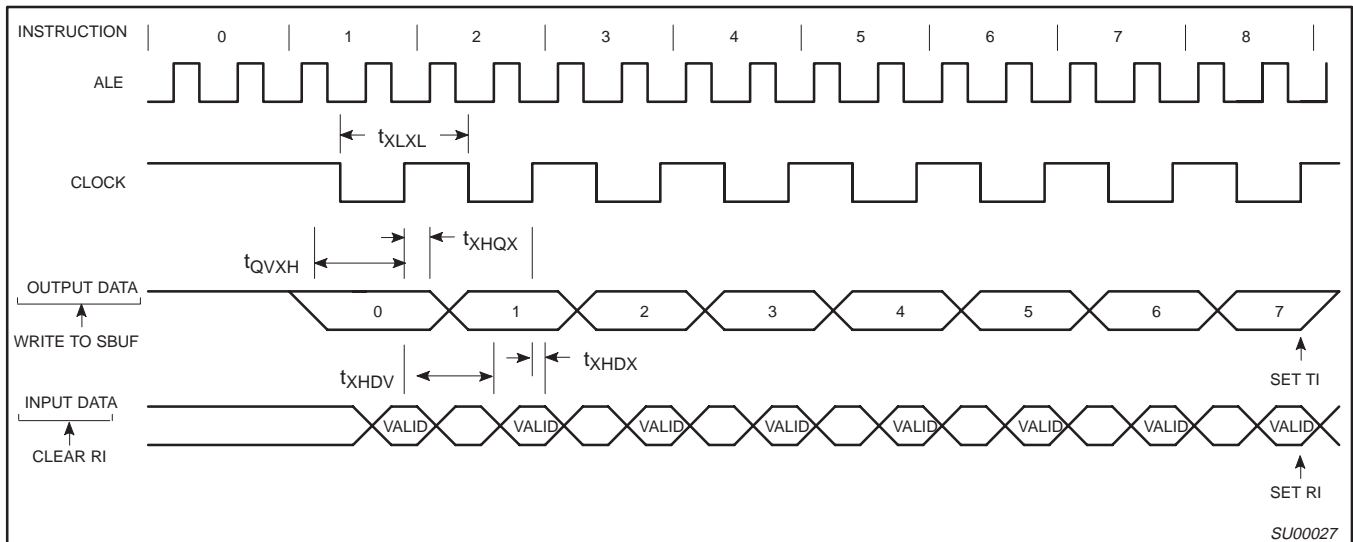 INSTRUCTION 0 1 2 3 4 5 6 7 8
ALE
tXLXL
CLOCK
tXHQX
tQVXH
OUTPUT DATA
0 1 2 3 4 5 6 7
WRITE TO SBUF
tXHDX
tXHDV
SET TI
INPUT DATA
VALID VALID VALID VALID VALID VALID VALID VALID
CLEAR RI
SET RI
SU00027